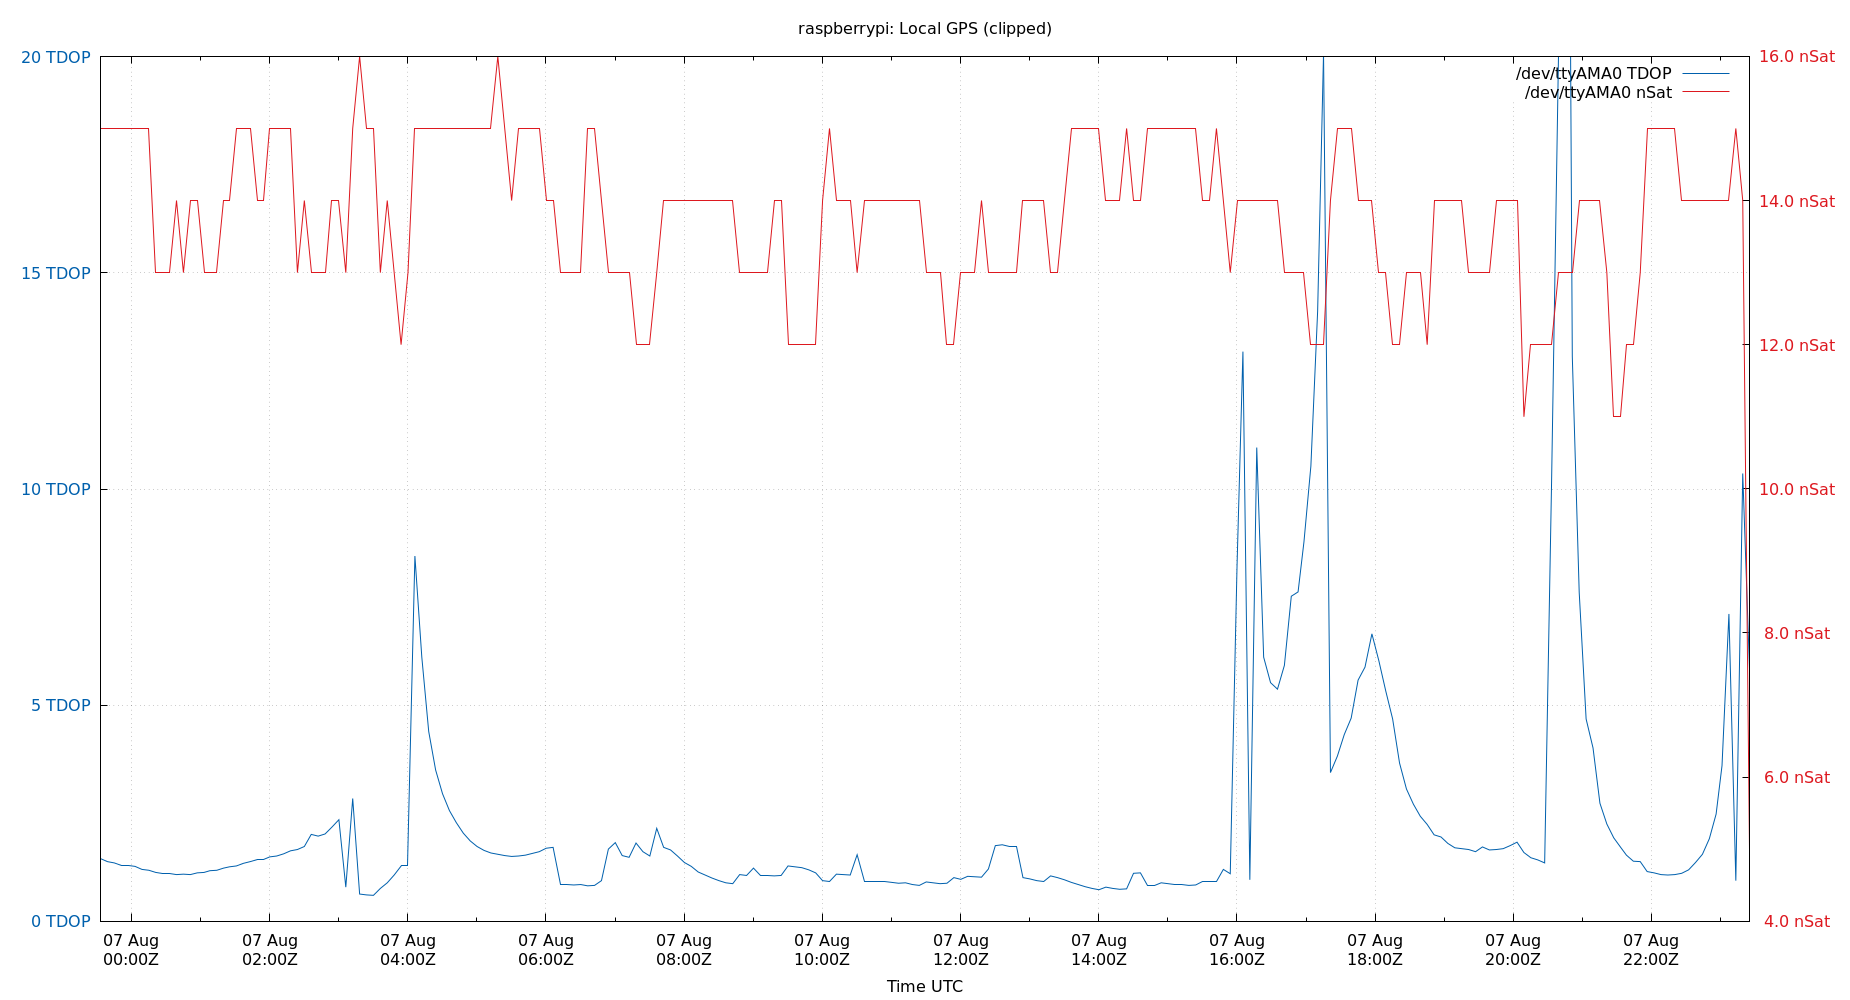 raspberrypi: Local GPS (clipped)
20 TDOP
15 TDOP
10 TDOP
5 TDOP
0 TDOP
16.0 nSat
14.0 nSat
12.0 nSat
10.0 nSat
8.0 nSat
6.0 nSat
4.0 nSat
/dev/ttyAMA0 TDOP
/dev/ttyAMA0 nSat
07 Aug
00:00Z
07 Aug
02:00Z
07 Aug
04:00Z
07 Aug
06:00Z
07 Aug
08:00Z
07 Aug
10:00Z
07 Aug
12:00Z
07 Aug
14:00Z
07 Aug
16:00Z
07 Aug
18:00Z
07 Aug
20:00Z
07 Aug
22:00Z
Time UTC